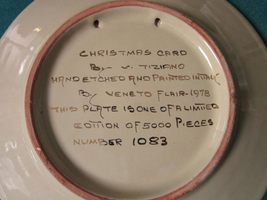 CHRISTMAS CARD
By V. TIZIANO
HAND ETCHED AND PAINTED IN ITALY
By VENETO FLAIR-1978
THIS PLATE IS ONE OF A LIMITED
EDITION OF 5000 PIECES
NUMBER 1083